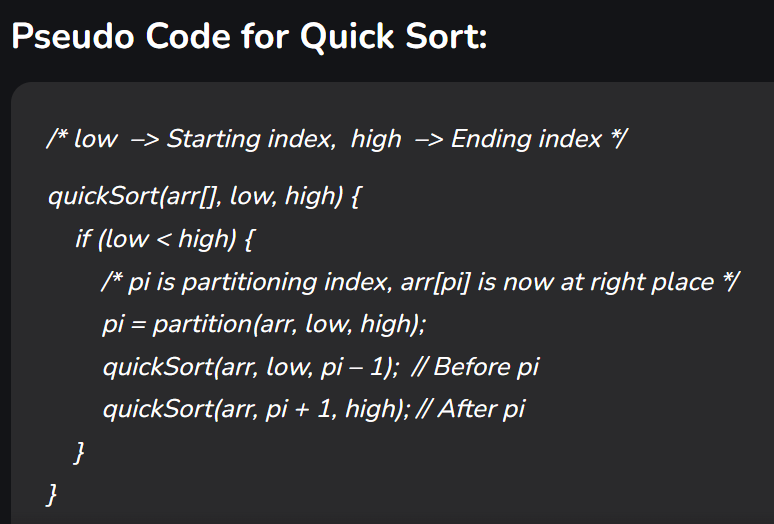 Pseudo Code for Quick Sort:
/* low  –> Starting index,  high  –> Ending index */
quickSort(arr[], low, high) {
if (low < high) {
/* pi is partitioning index, arr[pi] is now at right place */
pi = partition(arr, low, high);
quickSort(arr, low, pi – 1);  // Before pi
quickSort(arr, pi + 1, high); // After pi
}
}